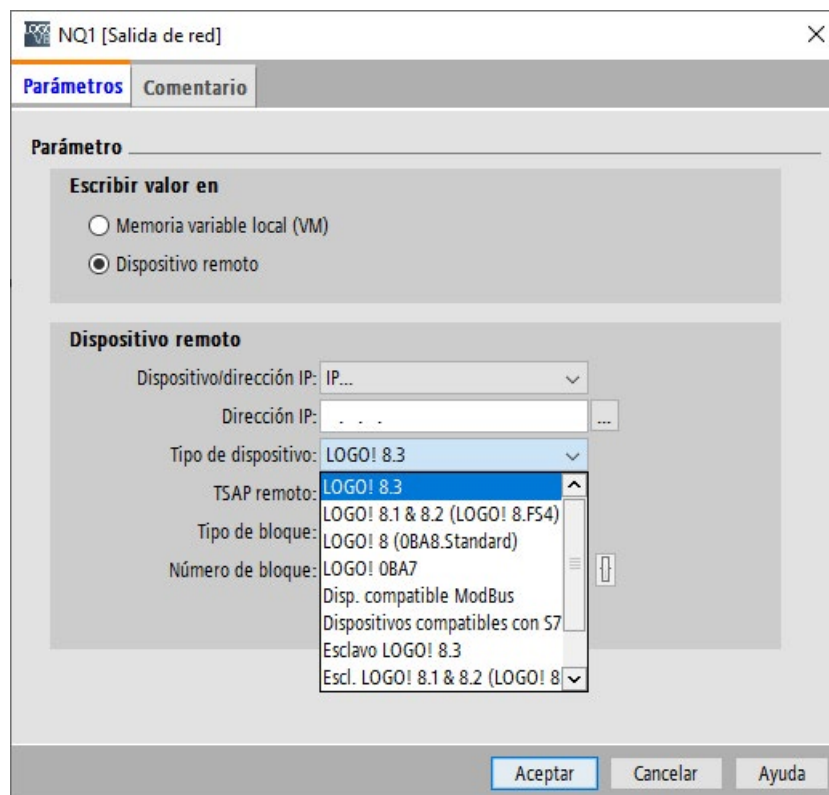 NQ1 [Salida de red]
Parámetros Comentario
Parámetro
Escribir valor en
Memoria variable local (VM)
Dispositivo remoto
Dispositivo remoto
Dispositivo/dirección IP: IP...
Dirección IP: . . . ...
Tipo de dispositivo: LOGO! 8.3
TSAP remoto:
Tipo de bloque:
Número de bloque:
LOGO! 8.3
LOGO! 8.1 & 8.2 (LOGO! 8.FS4)
LOGO! 8 (0BA8.Standard)
LOGO! 0BA7
Disp. compatible ModBus
Dispositivos compatibles con S7
Esclavo LOGO! 8.3
Escl. LOGO! 8.1 & 8.2 (LOGO! 8
Aceptar Cancelar Ayuda